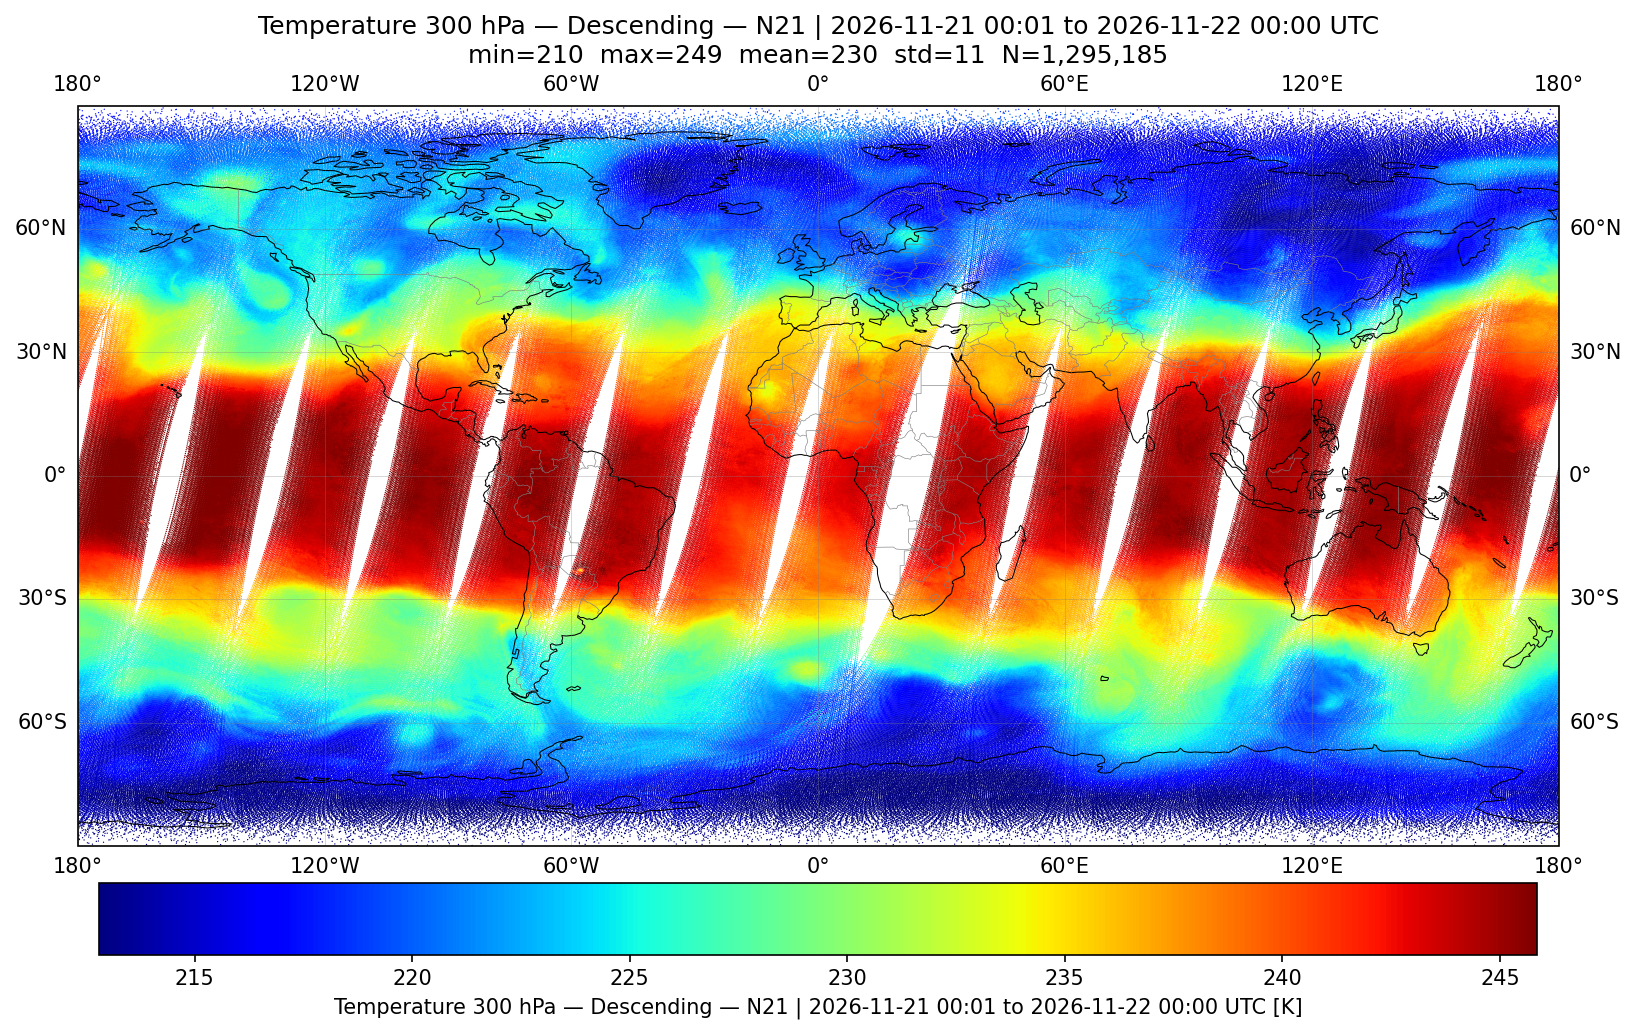 Temperature 300 hPa — Descending — N21 | 2026-11-21 00:01 to 2026-11-22 00:00 UTC
min=210  max=249  mean=230  std=11  N=1,295,185
180° 120°W 60°W 0° 60°E 120°E 180°
60°N 60°N
30°N 30°N
0° 0°
30°S 30°S
60°S 60°S
180° 120°W 60°W 0° 60°E 120°E 180°
215 220 225 230 235 240 245
Temperature 300 hPa — Descending — N21 | 2026-11-21 00:01 to 2026-11-22 00:00 UTC [K]